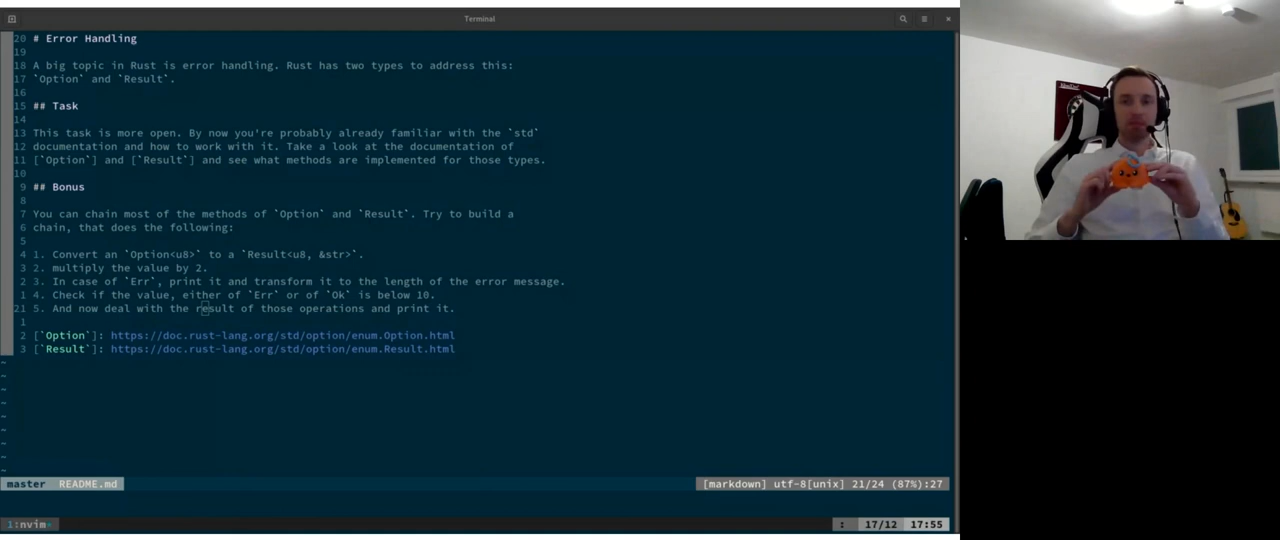 Terminal
20 # Error Handling
19
18 A big topic in Rust is error handling. Rust has two types to address this:
17 `Option` and `Result`.
16
15 ## Task
14
13 This task is more open. By now you're probably already familiar with the `std`
12 documentation and how to work with it. Take a look at the documentation of
11 [`Option`] and [`Result`] and see what methods are implemented for those types.
10
9 ## Bonus
8
7 You can chain most of the methods of `Option` and `Result`. Try to build a
6 chain, that does the following:
5
4 1. Convert an `Option<u8>` to a `Result<u8, &str>`.
3 2. multiply the value by 2.
2 3. In case of `Err`, print it and transform it to the length of the error message.
1 4. Check if the value, either of `Err` or of `Ok` is below 10.
21 5. And now deal with the result of those operations and print it.
1
2 [`Option`]: https://doc.rust-lang.org/std/option/enum.Option.html
3 [`Result`]: https://doc.rust-lang.org/std/option/enum.Result.html
~
~
~
~
~
~
~
~
~
master README.md [markdown] utf-8[unix] 21/24 (87%):27
1:nvim* : 17/12 17:55